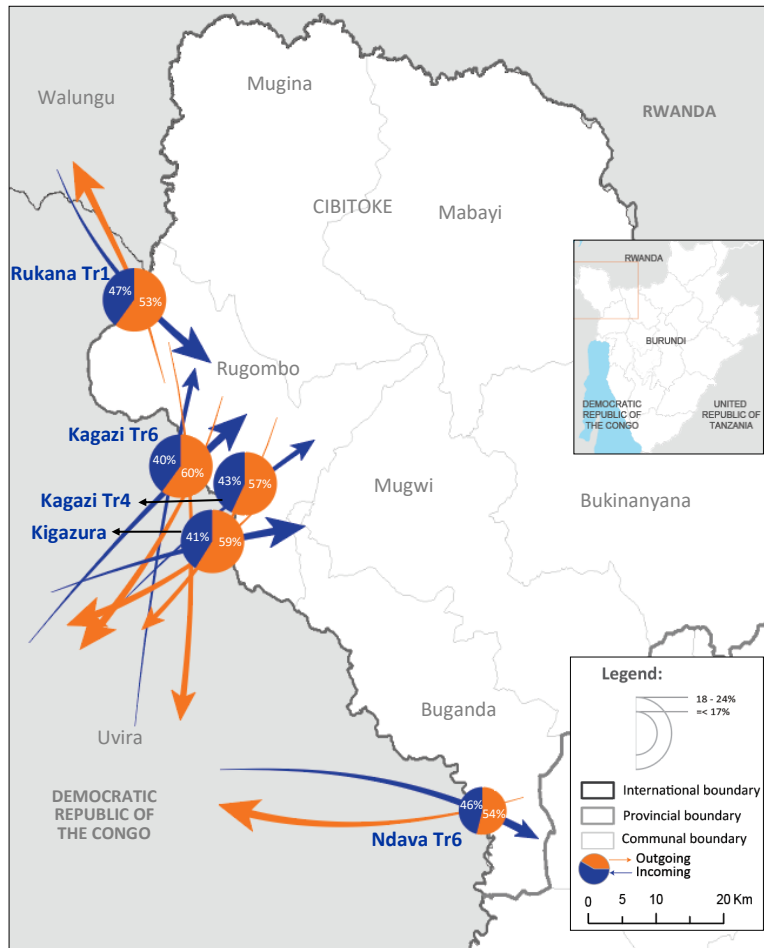 Walungu
Mugina
RWANDA
CIBITOKE
Mabayi
Rukana Tr1
47%
53%
Rugombo
Kagazi Tr6
40%
60%
Kagazi Tr4
43%
57%
Kigazura
41%
59%
Mugwi
Bukinanyana
RWANDA
BURUNDI
DEMOCRATIC
REPUBLIC OF
THE CONGO
UNITED
REPUBLIC OF
TANZANIA
Buganda
Uvira
DEMOCRATIC
REPUBLIC OF
THE CONGO
46%
54%
Ndava Tr6
Legend:
18 - 24%
=< 17%
International boundary
Provincial boundary
Communal boundary
Outgoing
Incoming
0 5 10 20 Km